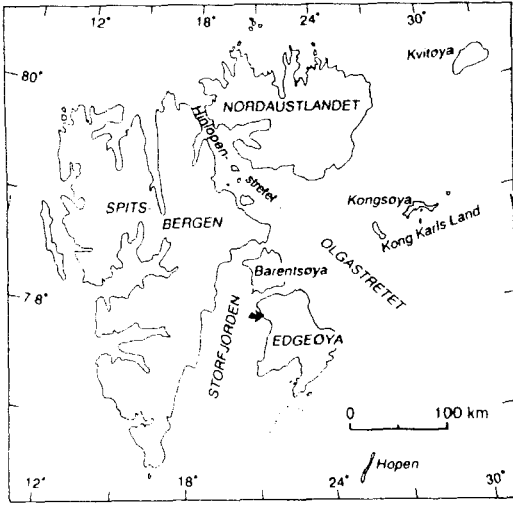 12° 18° 21° 24° 30°
Kvitøya
80°
NORDAUSTLANDET
Hinlopen-
stretet
Kongsøya
SPITS-
BERGEN
Kong Karls Land
OLGASTRETET
Barentsøya
78°
STORFJORDEN
EDGEØYA
0 100 km
Hopen
12° 18° 24° 30°